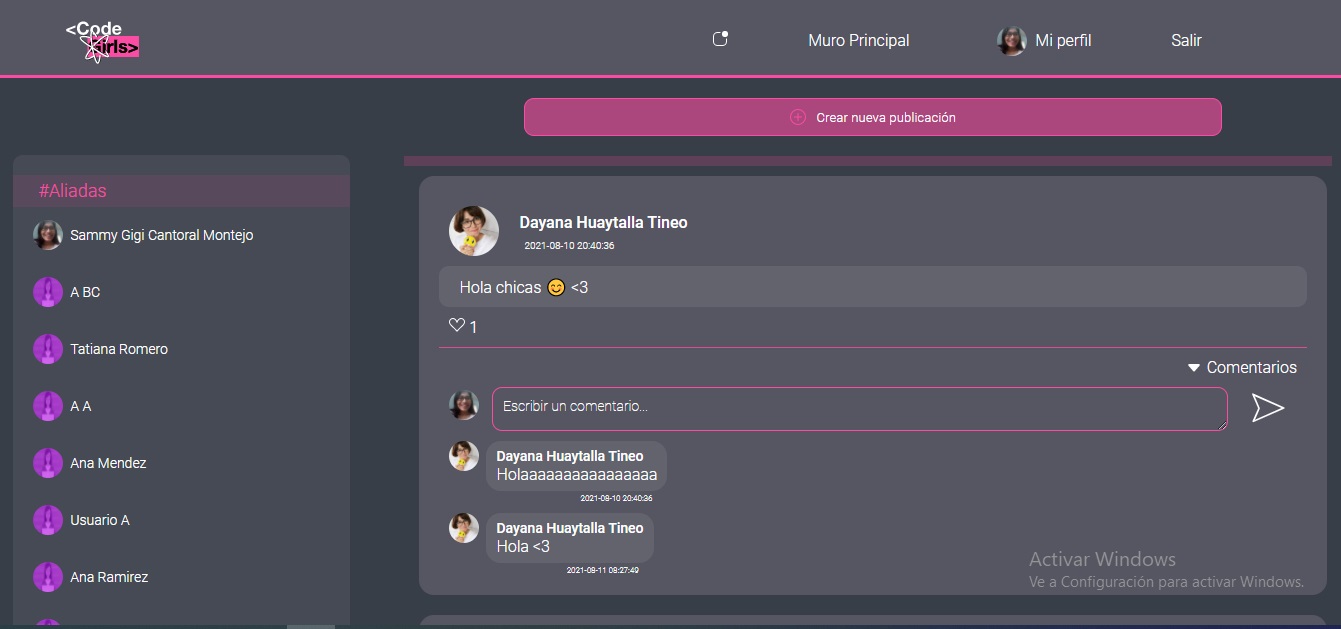 <Code
Girls>
Muro Principal
Mi perfil
Salir
Crear nueva publicación
#Aliadas
Sammy Gigi Cantoral Montejo
A BC
Tatiana Romero
A A
Ana Mendez
Usuario A
Ana Ramirez
Dayana Huaytalla Tineo
2021-08-10 20:40:36
Hola chicas 😊 <3
1
Comentarios
Escribir un comentario...
Dayana Huaytalla Tineo
Holaaaaaaaaaaaaaaaa
2021-08-10 20:40:36
Dayana Huaytalla Tineo
Hola <3
2021-08-11 08:27:49
Activar Windows
Ve a Configuración para activar Windows.